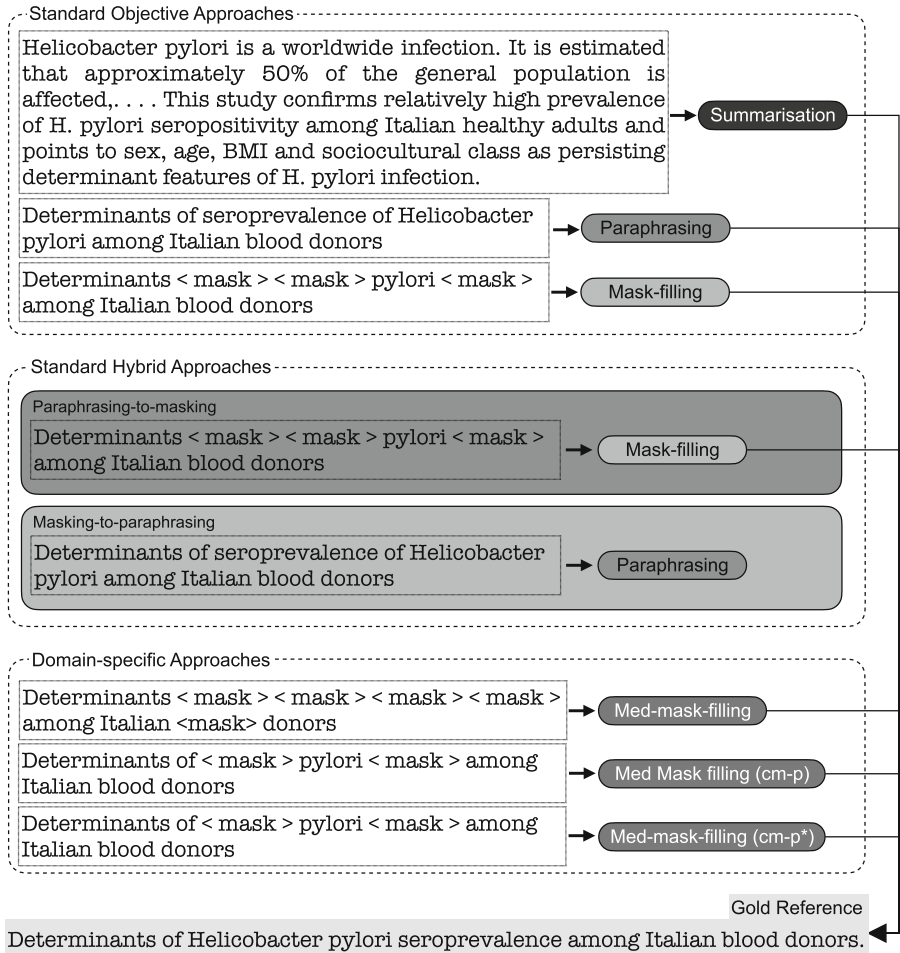 Standard Objective Approaches
Helicobacter pylori is a worldwide infection. It is estimated
that approximately 50% of the general population is
affected,. . . . This study confirms relatively high prevalence
of H. pylori seropositivity among Italian healthy adults and
points to sex, age, BMI and sociocultural class as persisting
determinant features of H. pylori infection.
Summarisation
Determinants of seroprevalence of Helicobacter
pylori among Italian blood donors
Paraphrasing
Determinants < mask > < mask > pylori < mask >
among Italian blood donors
Mask-filling
Standard Hybrid Approaches
Paraphrasing-to-masking
Determinants < mask > < mask > pylori < mask >
among Italian blood donors
Mask-filling
Masking-to-paraphrasing
Determinants of seroprevalence of Helicobacter
pylori among Italian blood donors
Paraphrasing
Domain-specific Approaches
Determinants < mask > < mask > < mask > < mask >
among Italian <mask> donors
Med-mask-filling
Determinants of < mask > pylori < mask > among
Italian blood donors
Med Mask filling (cm-p)
Determinants of < mask > pylori < mask > among
Italian blood donors
Med-mask-filling (cm-p*)
Gold Reference
Determinants of Helicobacter pylori seroprevalence among Italian blood donors.